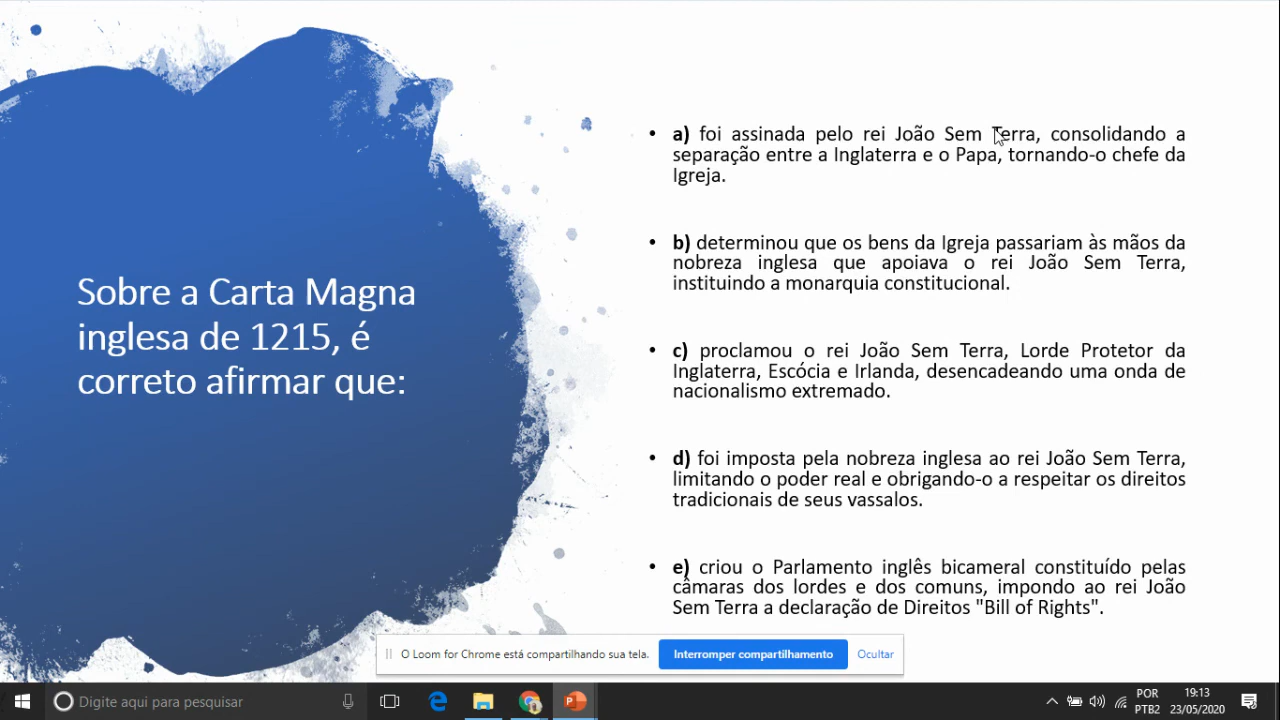 Sobre a Carta Magna
inglesa de 1215, é
correto afirmar que:
• a) foi assinada pelo rei João Sem Terra, consolidando a
separação entre a Inglaterra e o Papa, tornando-o chefe da
Igreja.
• b) determinou que os bens da Igreja passariam às mãos da
nobreza inglesa que apoiava o rei João Sem Terra,
instituindo a monarquia constitucional.
• c) proclamou o rei João Sem Terra, Lorde Protetor da
Inglaterra, Escócia e Irlanda, desencadeando uma onda de
nacionalismo extremado.
• d) foi imposta pela nobreza inglesa ao rei João Sem Terra,
limitando o poder real e obrigando-o a respeitar os direitos
tradicionais de seus vassalos.
• e) criou o Parlamento inglês bicameral constituído pelas
câmaras dos lordes e dos comuns, impondo ao rei João
Sem Terra a declaração de Direitos "Bill of Rights".
O Loom for Chrome está compartilhando sua tela.
Interromper compartilhamento
Ocultar
Digite aqui para pesquisar
POR
PTB2
19:13
23/05/2020